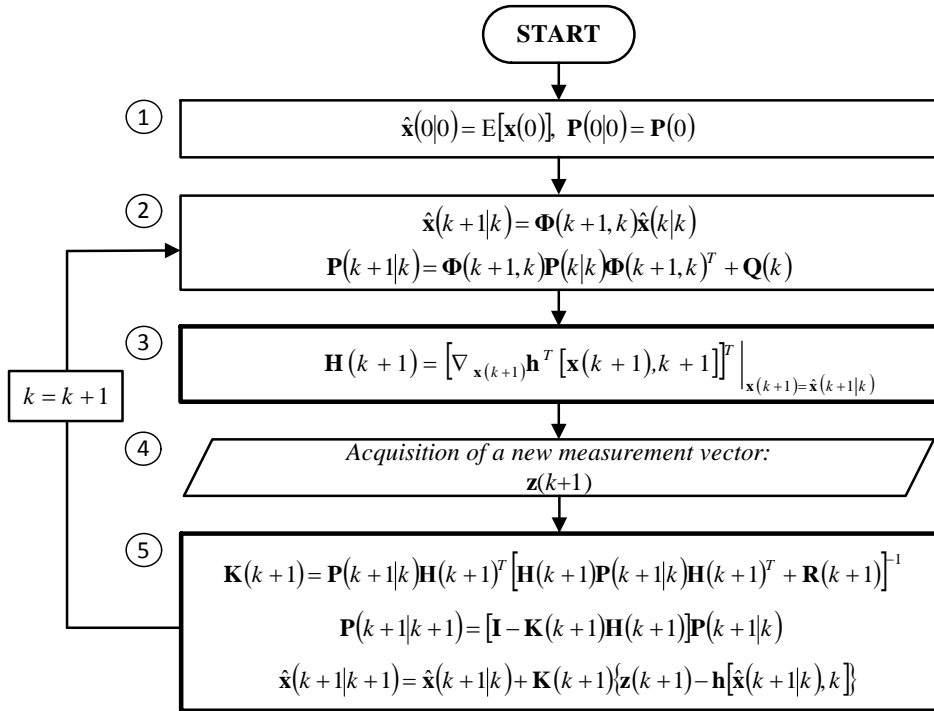 START
1
x̂(0|0) = E[x(0)], P(0|0) = P(0)
2
x̂(k+1|k) = Φ(k+1,k)x̂(k|k)
P(k+1|k) = Φ(k+1,k)P(k|k)Φ(k+1,k)ᵀ + Q(k)
3
H(k+1) = [∇ₓ₍ₖ₊₁₎hᵀ[x(k+1),k+1]]ᵀ|x(k+1)=x̂(k+1|k)
k = k+1
4
Acquisition of a new measurement vector:
z(k+1)
5
K(k+1) = P(k+1|k)H(k+1)ᵀ[H(k+1)P(k+1|k)H(k+1)ᵀ + R(k+1)]⁻¹
P(k+1|k+1) = [I − K(k+1)H(k+1)]P(k+1|k)
x̂(k+1|k+1) = x̂(k+1|k) + K(k+1){z(k+1) − h[x̂(k+1|k),k]}